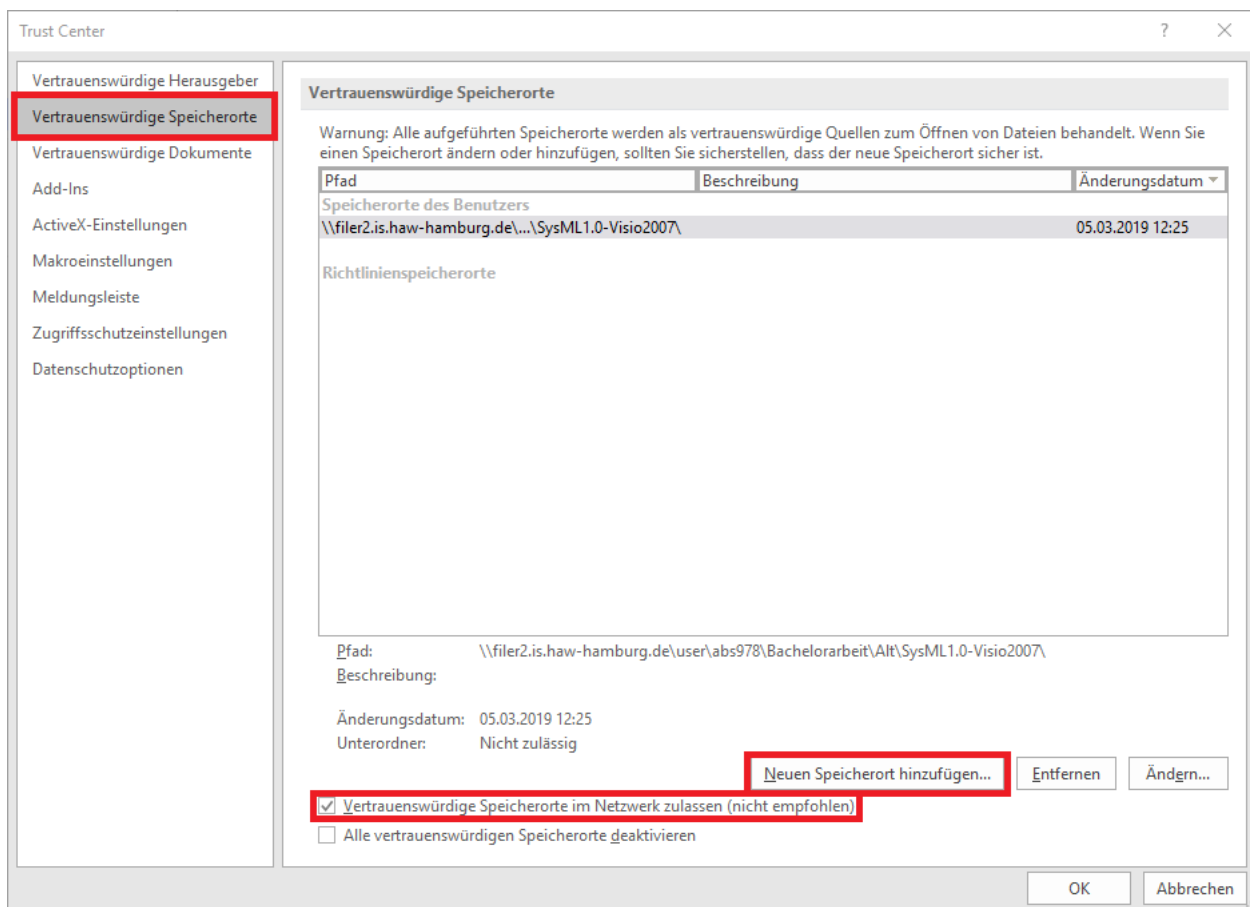 Trust Center
?
Vertrauenswürdige Herausgeber
Vertrauenswürdige Speicherorte
Vertrauenswürdige Dokumente
Add-Ins
ActiveX-Einstellungen
Makroeinstellungen
Meldungsleiste
Zugriffsschutzeinstellungen
Datenschutzoptionen
Vertrauenswürdige Speicherorte
Warnung: Alle aufgeführten Speicherorte werden als vertrauenswürdige Quellen zum Öffnen von Dateien behandelt. Wenn Sie
einen Speicherort ändern oder hinzufügen, sollten Sie sicherstellen, dass der neue Speicherort sicher ist.
Pfad Beschreibung Änderungsdatum
Speicherorte des Benutzers
\\filer2.is.haw-hamburg.de\...\SysML1.0-Visio2007\ 05.03.2019 12:25
Richtlinienspeicherorte
Pfad: \\filer2.is.haw-hamburg.de\user\abs978\Bachelorarbeit\Alt\SysML1.0-Visio2007\
Beschreibung:
Änderungsdatum: 05.03.2019 12:25
Unterordner: Nicht zulässig
Neuen Speicherort hinzufügen... Entfernen Ändern...
Vertrauenswürdige Speicherorte im Netzwerk zulassen (nicht empfohlen)
Alle vertrauenswürdigen Speicherorte deaktivieren
OK Abbrechen